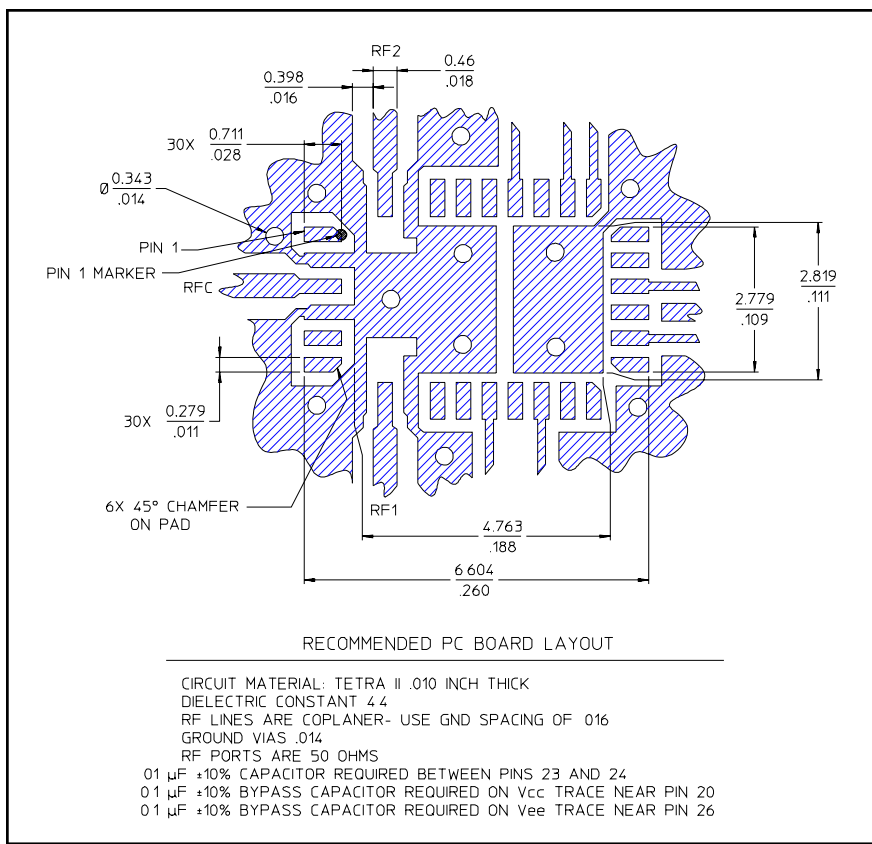 RF2
0.398
.016
0.46
.018
30X 0.711
.028
Ø 0.343
.014
PIN 1
PIN 1 MARKER
RFC
2.819
.111
2.779
.109
30X 0.279
.011
6X 45° CHAMFER
ON PAD
RF1
4.763
.188
6 604
.260
RECOMMENDED PC BOARD LAYOUT
CIRCUIT MATERIAL: TETRA II .010 INCH THICK
DIELECTRIC CONSTANT 4 4
RF LINES ARE COPLANER- USE GND SPACING OF 016
GROUND VIAS .014
RF PORTS ARE 50 OHMS
01 µF ±10% CAPACITOR REQUIRED BETWEEN PINS 23 AND 24
0 1 µF ±10% BYPASS CAPACITOR REQUIRED ON Vcc TRACE NEAR PIN 20
0 1 µF ±10% BYPASS CAPACITOR REQUIRED ON Vee TRACE NEAR PIN 26